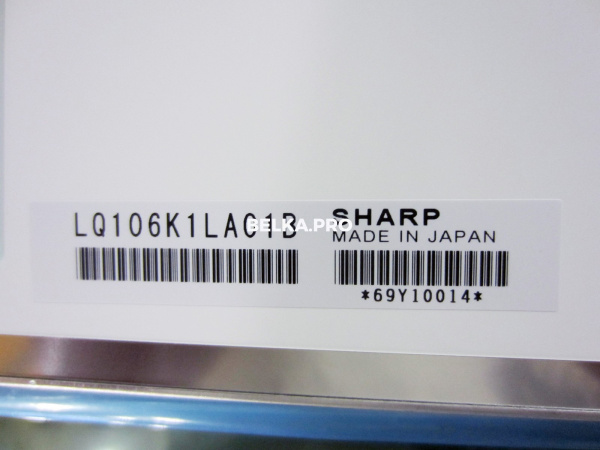 LQ106K1LA01B
BELKA.PRO
SHARP
MADE IN JAPAN
*69Y10014*